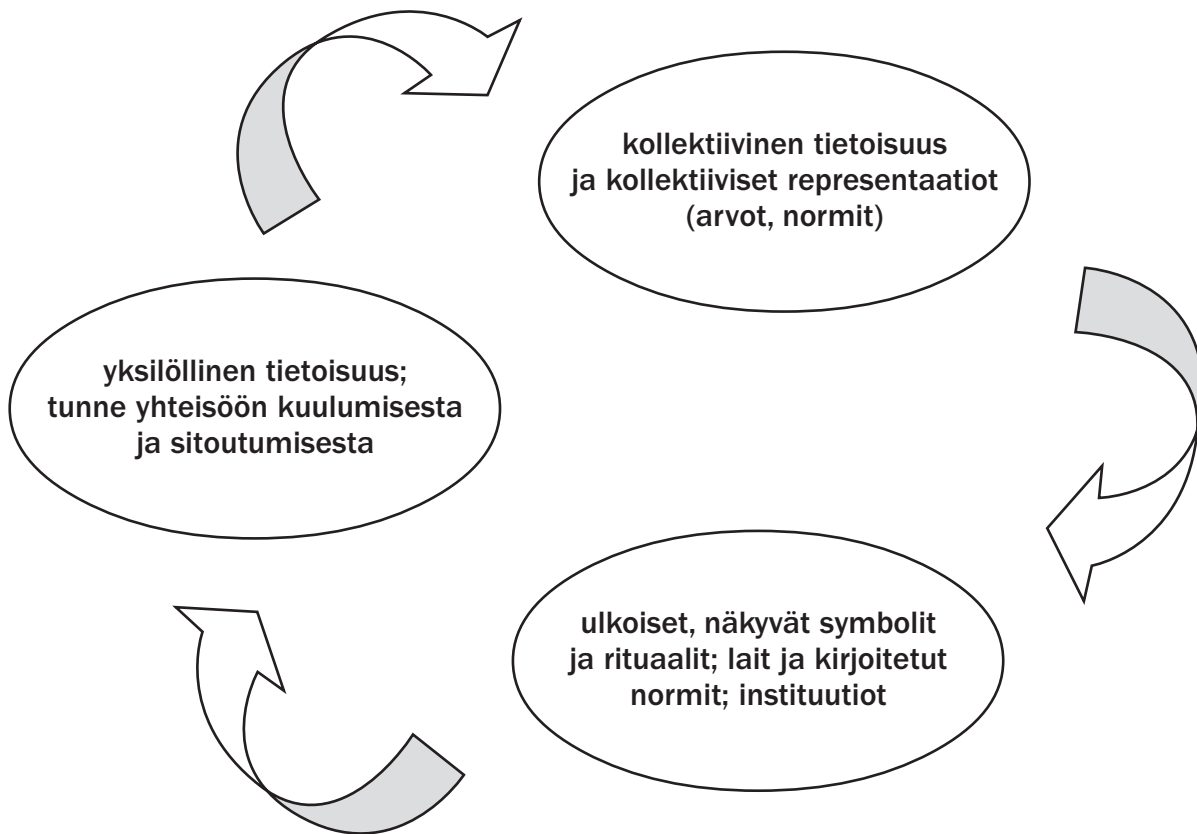 kollektiivinen tietoisuus
ja kollektiiviset representaatiot
(arvot, normit)
yksilöllinen tietoisuus;
tunne yhteisöön kuulumisesta
ja sitoutumisesta
ulkoiset, näkyvät symbolit
ja rituaalit; lait ja kirjoitetut
normit; instituutiot